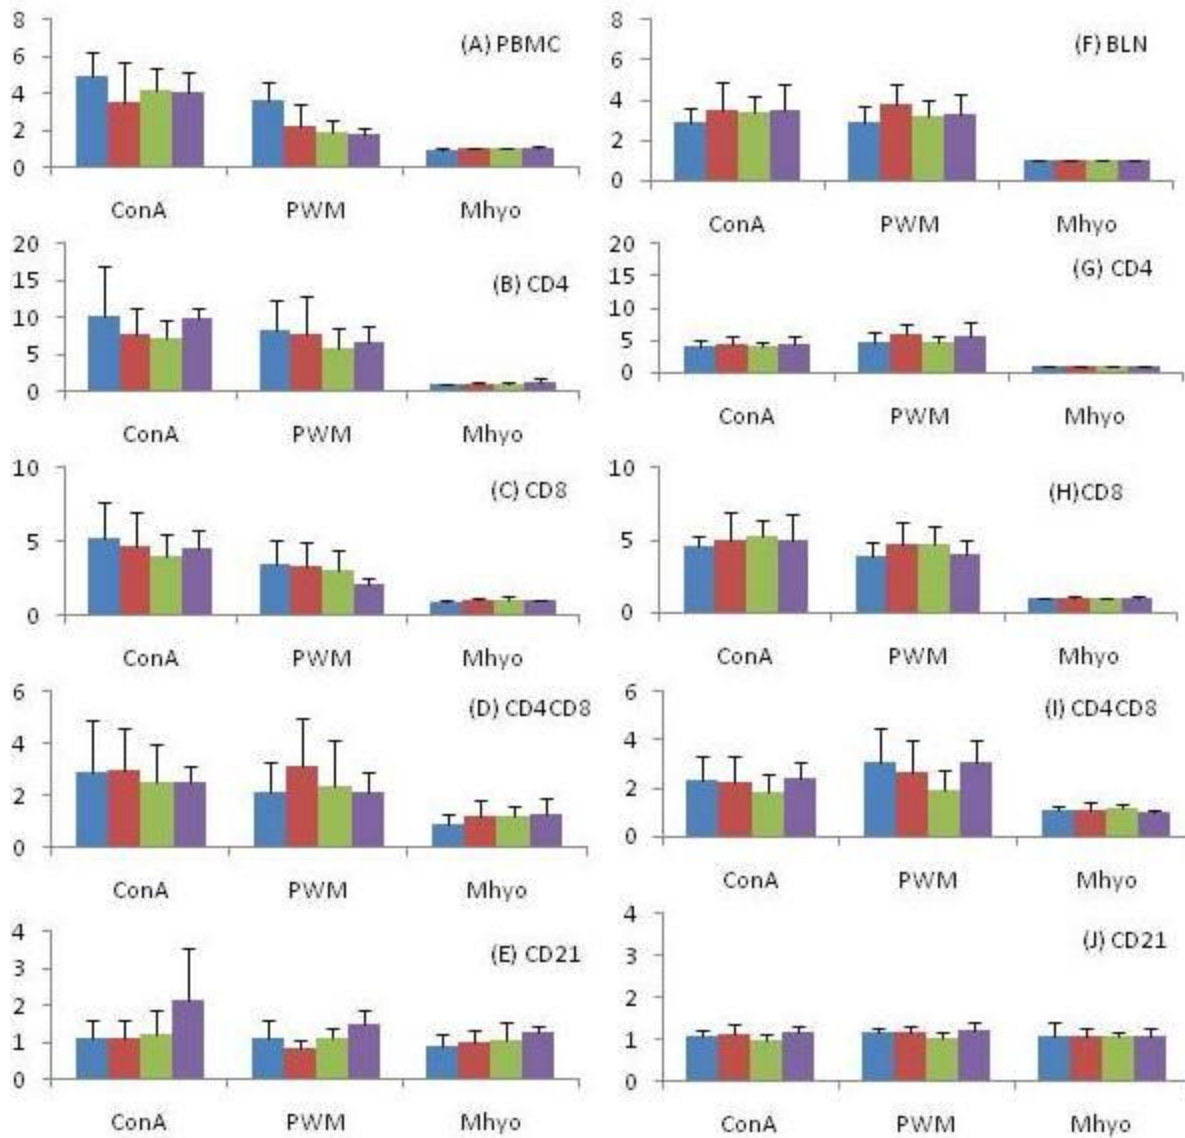 (A) PBMC
8
6
4
2
0
ConA PWM Mhyo
(B) CD4
20
15
10
5
0
ConA PWM Mhyo
(C) CD8
10
5
0
ConA PWM Mhyo
(D) CD4CD8
6
4
2
0
ConA PWM Mhyo
(E) CD21
4
3
2
1
0
ConA PWM Mhyo
(F) BLN
8
6
4
2
0
ConA PWM Mhyo
(G) CD4
20
15
10
5
0
ConA PWM Mhyo
(H)CD8
10
5
0
ConA PWM Mhyo
(I) CD4CD8
6
4
2
0
ConA PWM Mhyo
(J) CD21
4
3
2
1
0
ConA PWM Mhyo